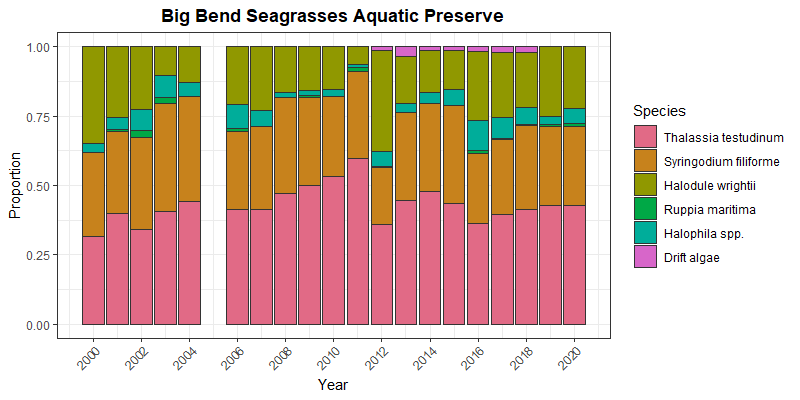 Big Bend Seagrasses Aquatic Preserve
1.00
0.75
0.50
0.25
0.00
Proportion
2000
2002
2004
2006
2008
2010
2012
2014
2016
2018
2020
Year
Species
Thalassia testudinum
Syringodium filiforme
Halodule wrightii
Ruppia maritima
Halophila spp.
Drift algae